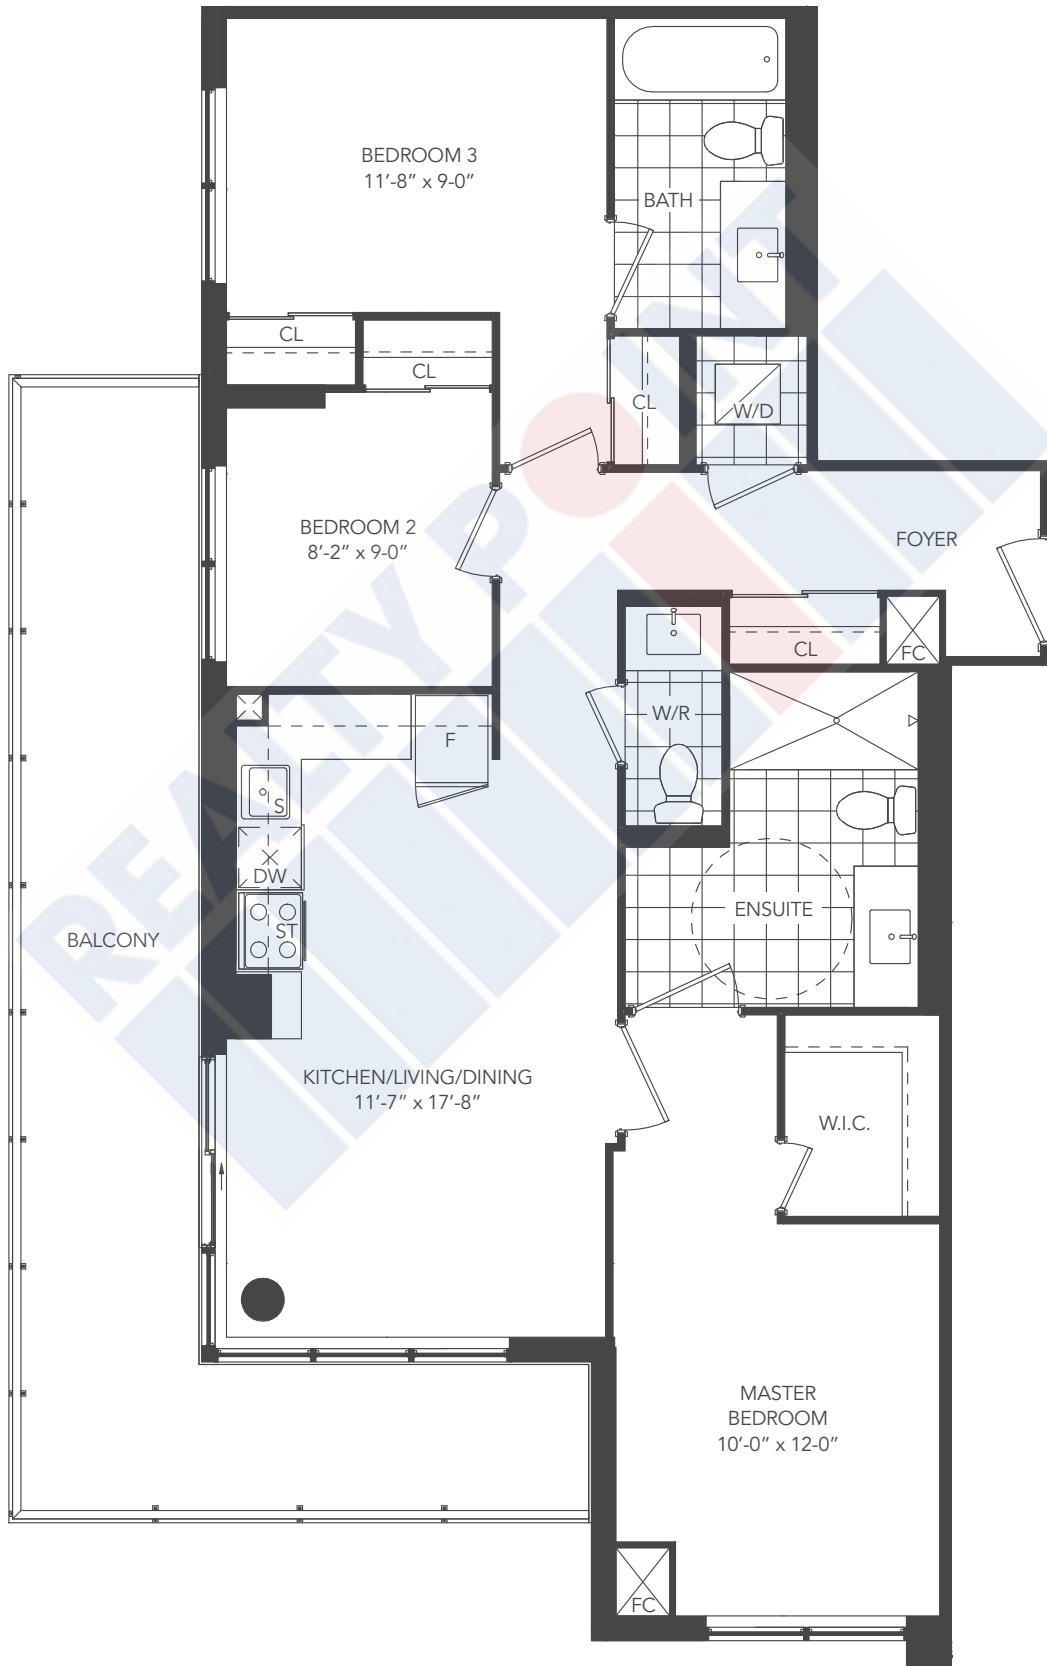 BEDROOM 3
11'-8" x 9-0"
BATH
CL
CL
CL
W/D
BEDROOM 2
8'-2" x 9-0"
FOYER
CL
FC
W/R
F
S
DW
ST
BALCONY
ENSUITE
KITCHEN/LIVING/DINING
11'-7" x 17'-8"
W.I.C.
MASTER
BEDROOM
10'-0" x 12-0"
FC
REALTY POINT